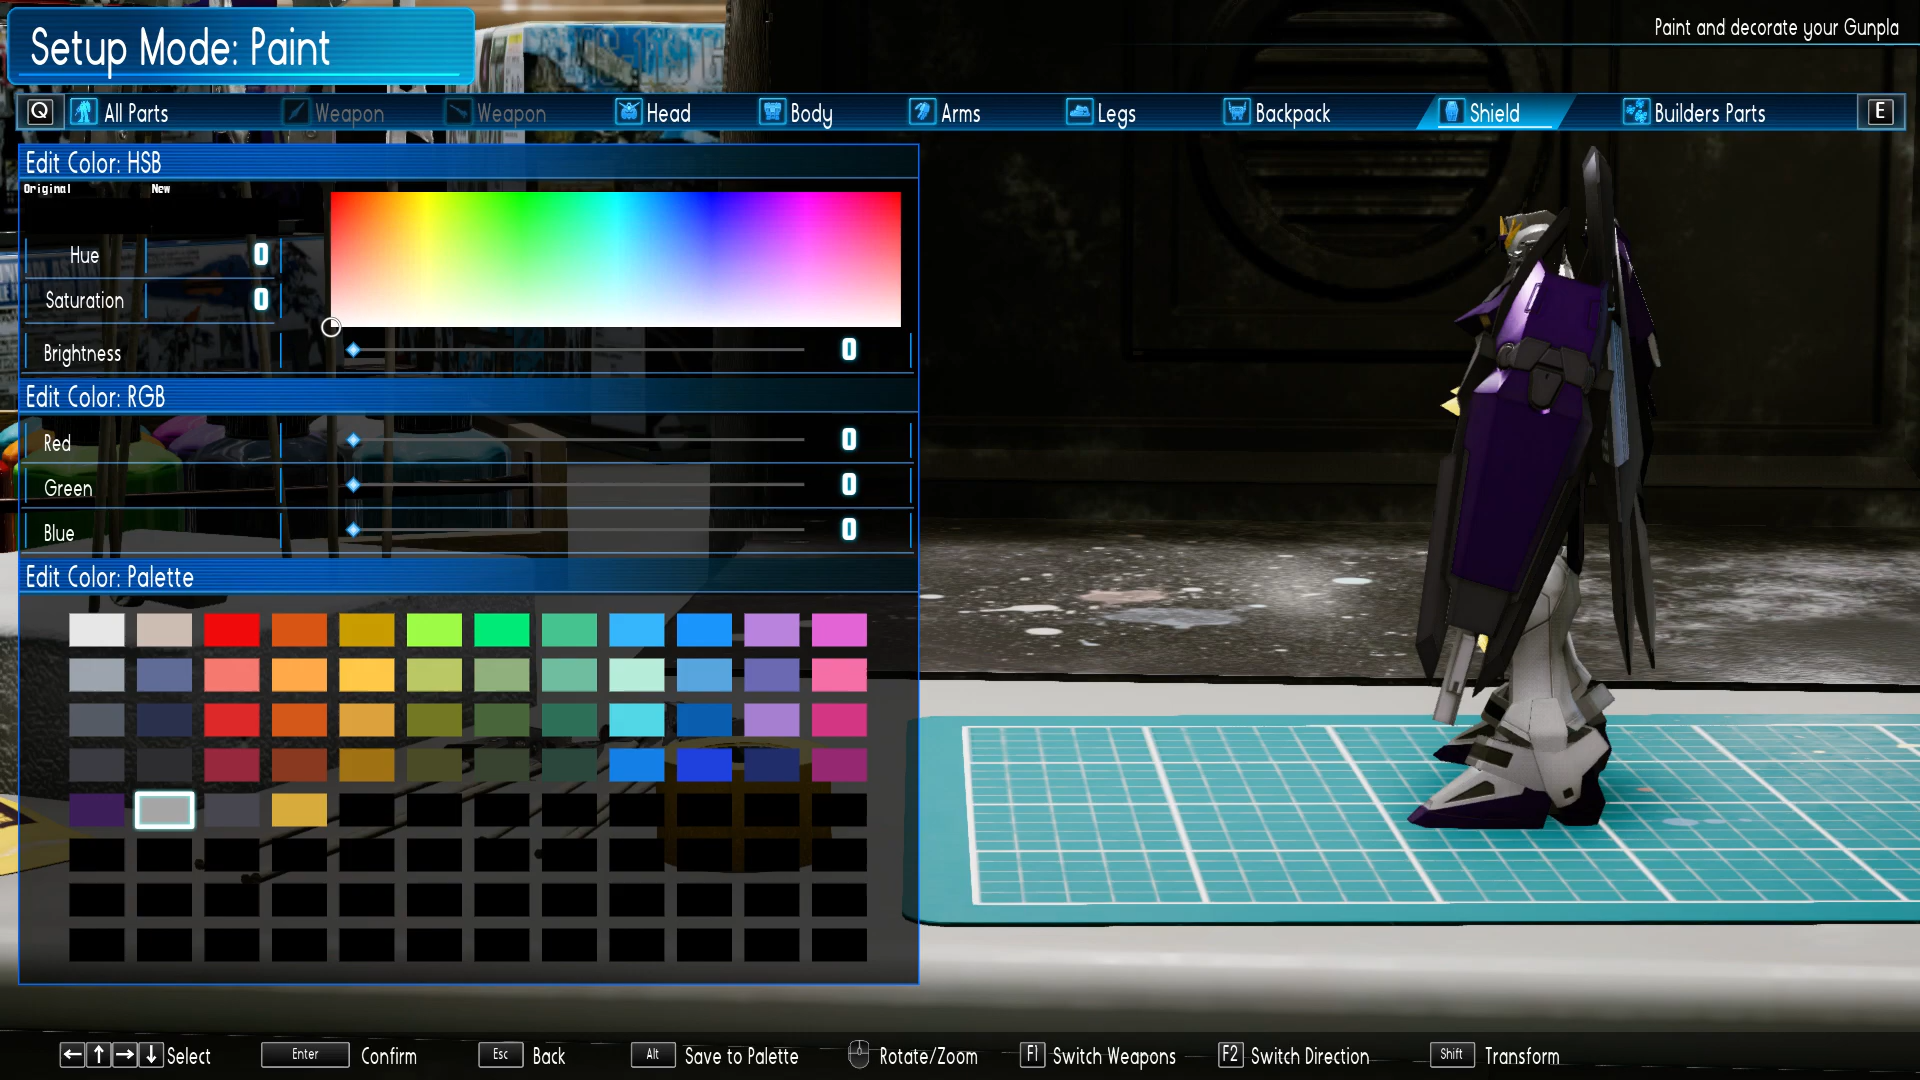 Setup Mode: Paint
Paint and decorate your Gunpla
Q All Parts Weapon Weapon Head Body Arms Legs Backpack Shield Builders Parts E
Edit Color: HSB
Original New
Hue 0
Saturation 0
Brightness 0
Edit Color: RGB
Red 0
Green 0
Blue 0
Edit Color: Palette
← ↑ → ↓ Select Enter Confirm Esc Back Alt Save to Palette Rotate/Zoom F1 Switch Weapons F2 Switch Direction Shift Transform